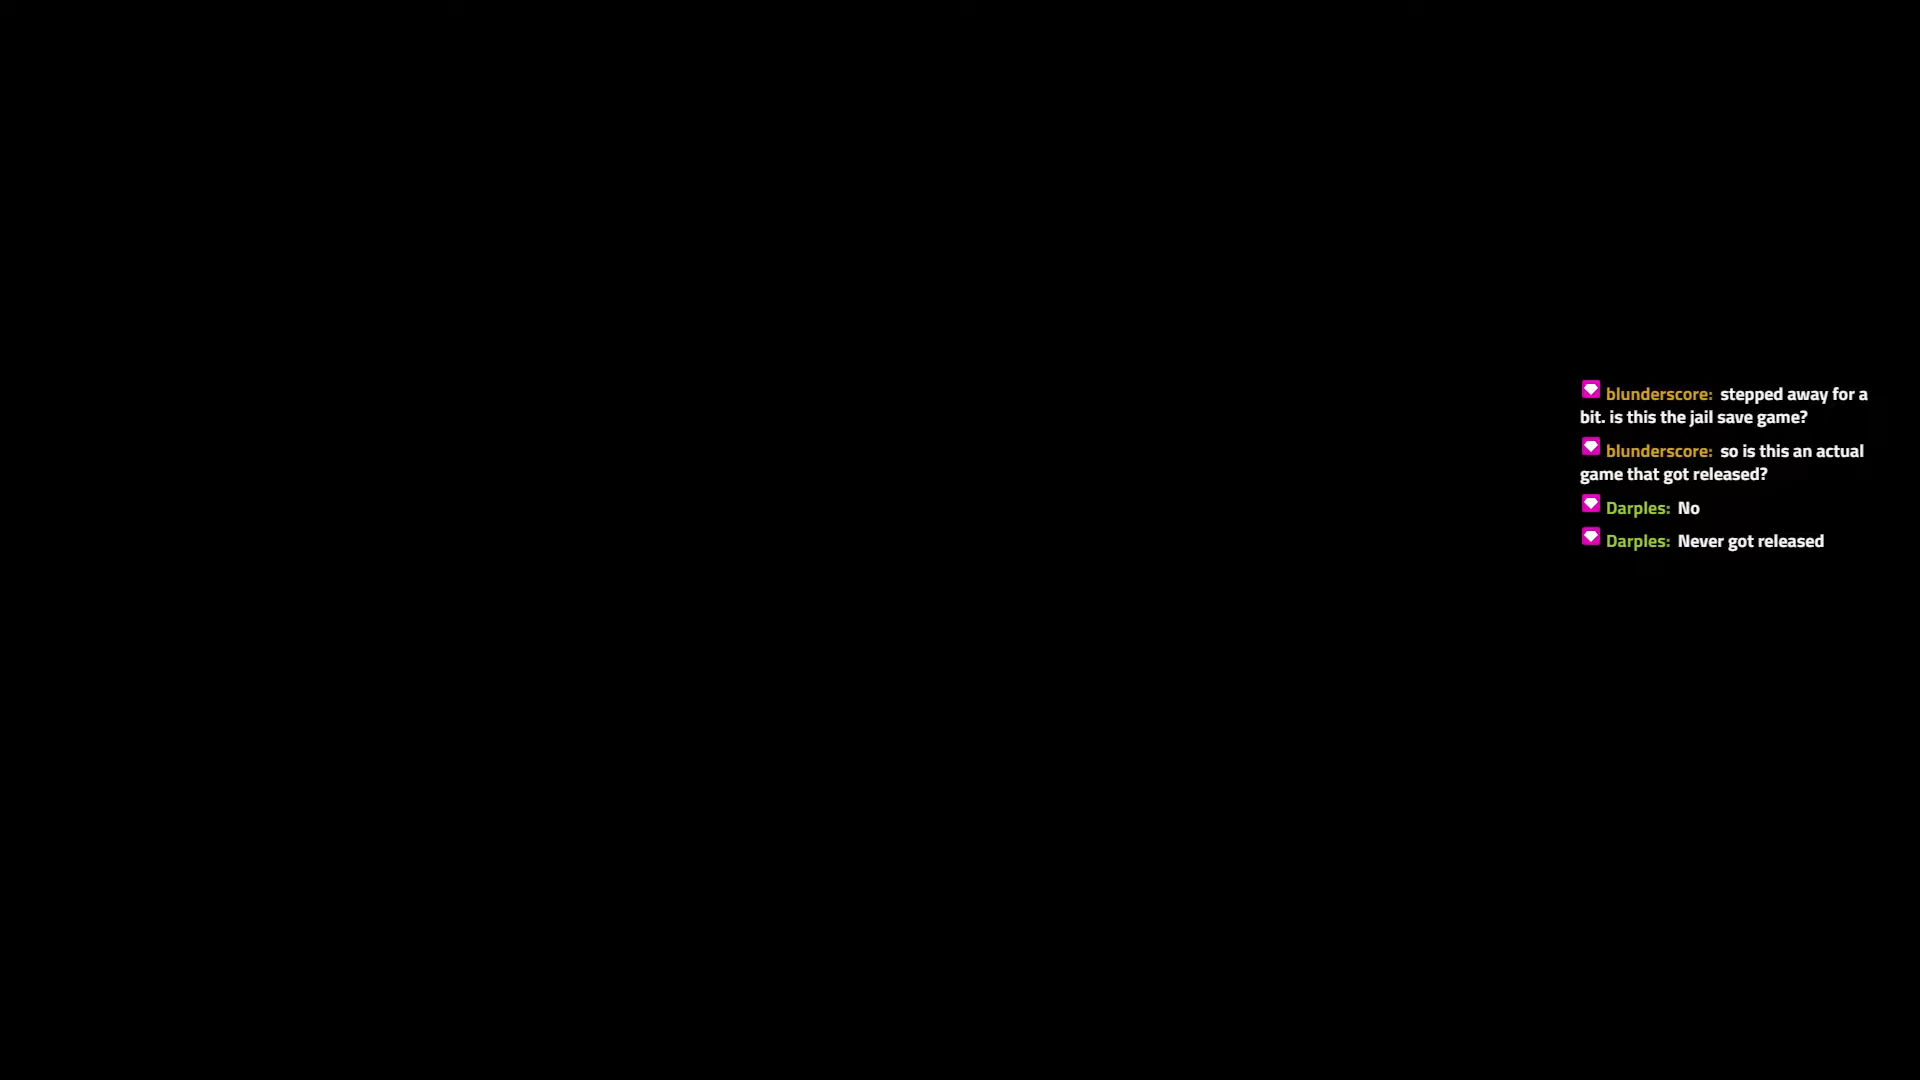 blunderscore: stepped away for a
bit. is this the jail save game?
blunderscore: so is this an actual
game that got released?
Darples: No
Darples: Never got released